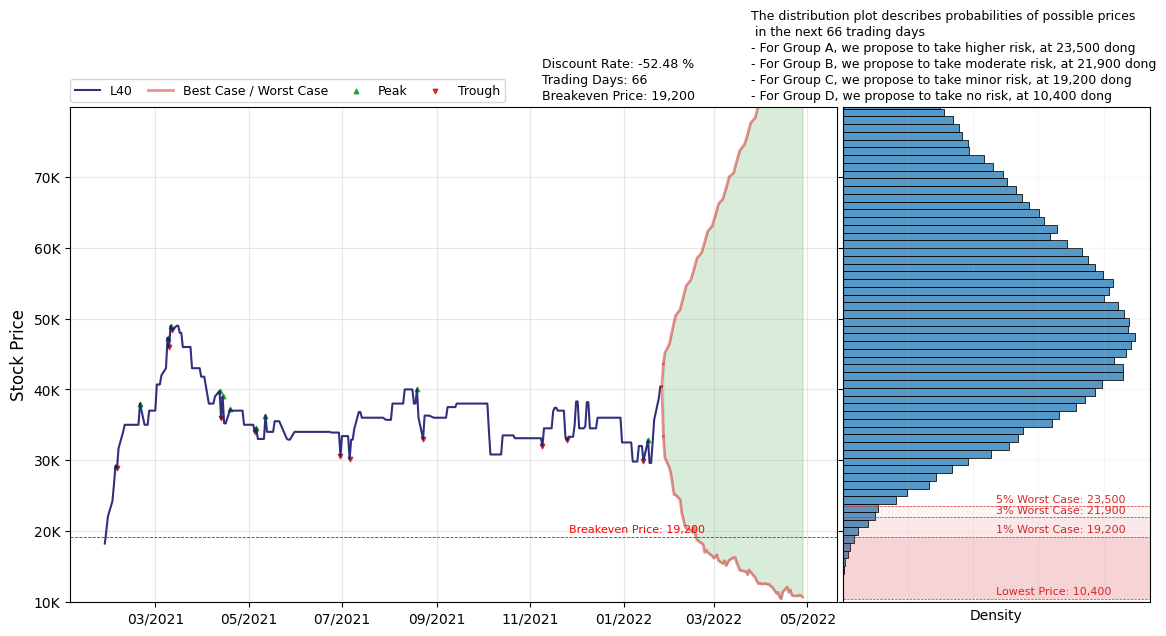 The distribution plot describes probabilities of possible prices
in the next 66 trading days
- For Group A, we propose to take higher risk, at 23,500 dong
- For Group B, we propose to take moderate risk, at 21,900 dong
- For Group C, we propose to take minor risk, at 19,200 dong
- For Group D, we propose to take no risk, at 10,400 dong
Discount Rate: -52.48 %
Trading Days: 66
Breakeven Price: 19,200
L40
Best Case / Worst Case
Peak
Trough
Stock Price
70K
60K
50K
40K
30K
20K
10K
Breakeven Price: 19,200
03/2021
05/2021
07/2021
09/2021
11/2021
01/2022
03/2022
05/2022
5% Worst Case: 23,500
3% Worst Case: 21,900
1% Worst Case: 19,200
Lowest Price: 10,400
Density